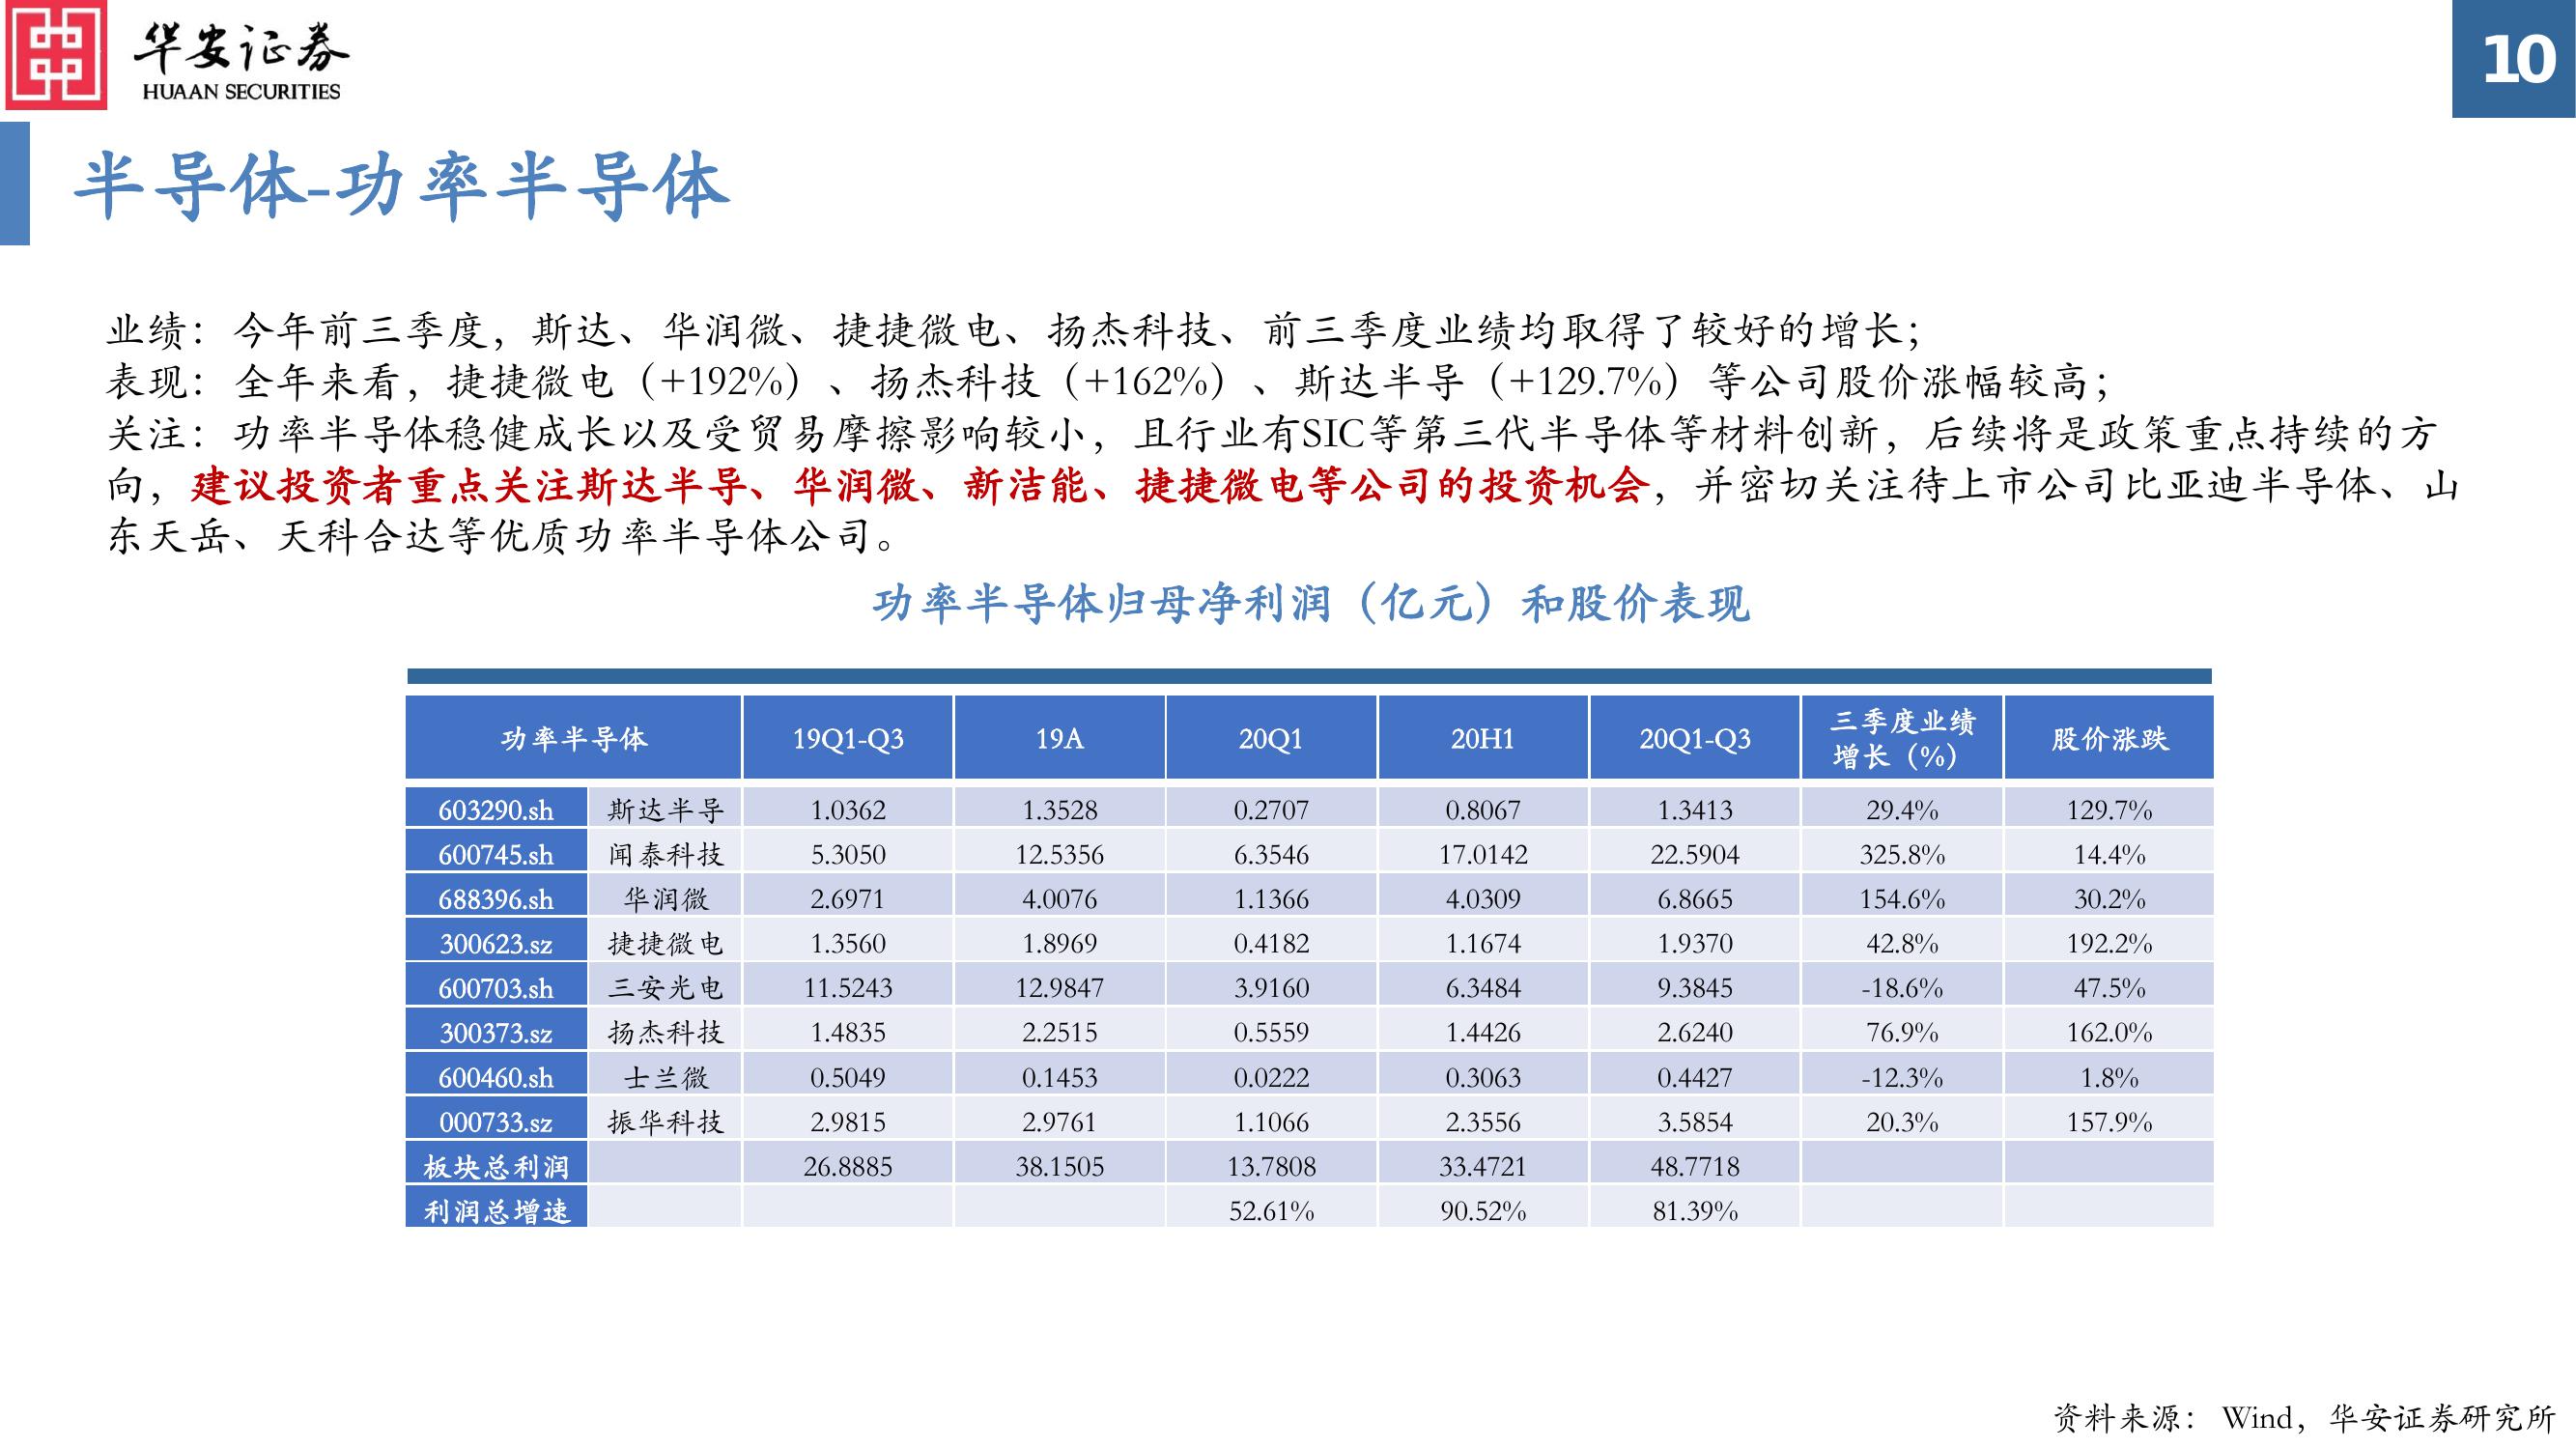 华安证券
HUAAN SECURITIES
10
半导体-功率半导体
业绩：今年前三季度，斯达、华润微、捷捷微电、扬杰科技、前三季度业绩均取得了较好的增长；
表现：全年来看，捷捷微电（+192%）、扬杰科技（+162%）、斯达半导（+129.7%）等公司股价涨幅较高；
关注：功率半导体稳健成长以及受贸易摩擦影响较小，且行业有SIC等第三代半导体等材料创新，后续将是政策重点持续的方
向，建议投资者重点关注斯达半导、华润微、新洁能、捷捷微电等公司的投资机会，并密切关注待上市公司比亚迪半导体、山
东天岳、天科合达等优质功率半导体公司。
功率半导体归母净利润（亿元）和股价表现
功率半导体 19Q1-Q3 19A 20Q1 20H1 20Q1-Q3 三季度业绩 股价涨跌
增长（%）
603290.sh 斯达半导 1.0362 1.3528 0.2707 0.8067 1.3413 29.4% 129.7%
600745.sh 闻泰科技 5.3050 12.5356 6.3546 17.0142 22.5904 325.8% 14.4%
688396.sh 华润微 2.6971 4.0076 1.1366 4.0309 6.8665 154.6% 30.2%
300623.sz 捷捷微电 1.3560 1.8969 0.4182 1.1674 1.9370 42.8% 192.2%
600703.sh 三安光电 11.5243 12.9847 3.9160 6.3484 9.3845 -18.6% 47.5%
300373.sz 扬杰科技 1.4835 2.2515 0.5559 1.4426 2.6240 76.9% 162.0%
600460.sh 士兰微 0.5049 0.1453 0.0222 0.3063 0.4427 -12.3% 1.8%
000733.sz 振华科技 2.9815 2.9761 1.1066 2.3556 3.5854 20.3% 157.9%
板块总利润 26.8885 38.1505 13.7808 33.4721 48.7718
利润总增速 52.61% 90.52% 81.39%
资料来源： Wind，华安证券研究所